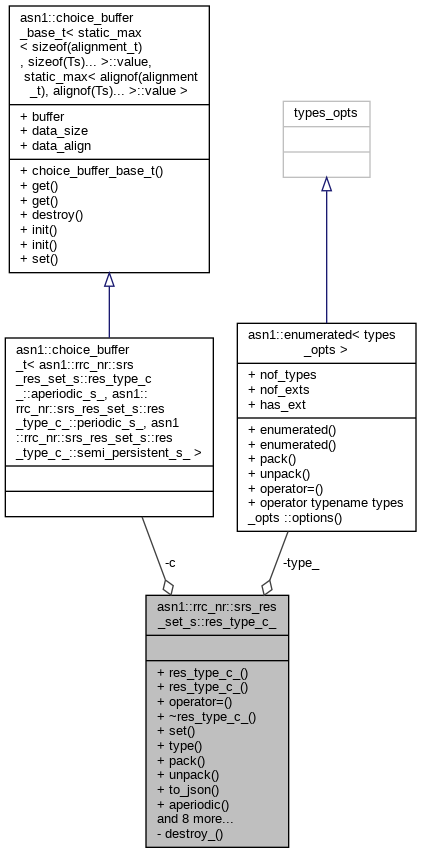 asn1::choice_buffer
_base_t< static_max
< sizeof(alignment_t)
, sizeof(Ts)... >::value,
static_max< alignof(alignment
_t), alignof(Ts)... >::value >
+ buffer
+ data_size
+ data_align
+ choice_buffer_base_t()
+ get()
+ get()
+ destroy()
+ init()
+ init()
+ set()
types_opts
asn1::choice_buffer
_t< asn1::rrc_nr::srs
_res_set_s::res_type_c
_::aperiodic_s_, asn1::
rrc_nr::srs_res_set_s::res
_type_c_::periodic_s_, asn1
::rrc_nr::srs_res_set_s::res
_type_c_::semi_persistent_s_ >
asn1::enumerated< types
_opts >
+ nof_types
+ nof_exts
+ has_ext
+ enumerated()
+ enumerated()
+ pack()
+ unpack()
+ operator=()
+ operator typename types
_opts ::options()
-c
-type_
asn1::rrc_nr::srs_res
_set_s::res_type_c_
+ res_type_c_()
+ res_type_c_()
+ operator=()
+ ~res_type_c_()
+ set()
+ type()
+ pack()
+ unpack()
+ to_json()
+ aperiodic()
and 8 more...
- destroy_()